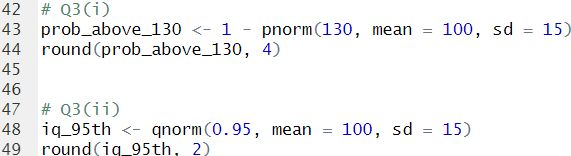 42 # Q3(i)
43 prob_above_130 <- 1 - pnorm(130, mean = 100, sd = 15)
44 round(prob_above_130, 4)
45
46
47 # Q3(ii)
48 iq_95th <- qnorm(0.95, mean = 100, sd = 15)
49 round(iq_95th, 2)